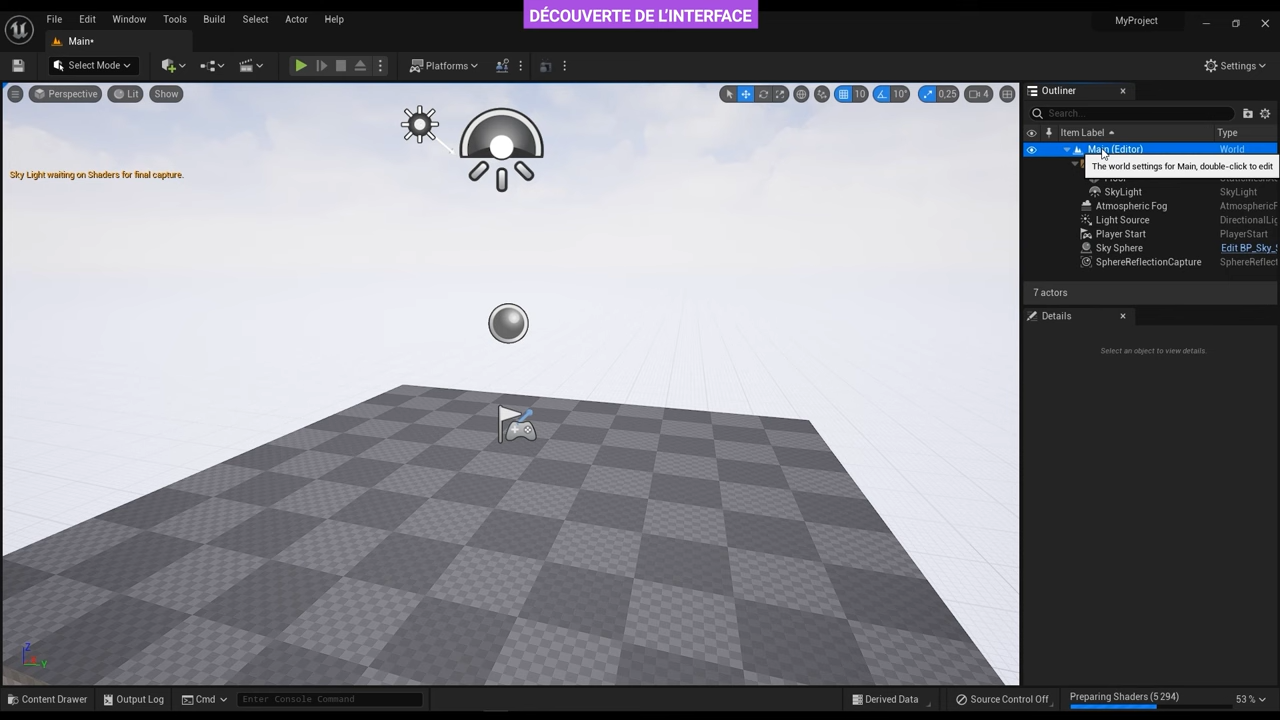 DÉCOUVERTE DE L'INTERFACE
File Edit Window Tools Build Select Actor Help
MyProject
Main•
Select Mode
Platforms
Settings
Perspective Lit Show
10 10° 0,25 4
Sky Light waiting on Shaders for final capture.
Outliner
Search...
Item Label Type
Main (Editor) World
The world settings for Main, double-click to edit
SkyLight SkyLight
Atmospheric Fog AtmosphericF
Light Source DirectionalLig
Player Start PlayerStart
Sky Sphere Edit BP_Sky_S
SphereReflectionCapture SphereReflect
7 actors
Details
Select an object to view details.
Z
Y
Content Drawer Output Log Cmd Enter Console Command Derived Data Source Control Off Preparing Shaders (5 294) 53 %